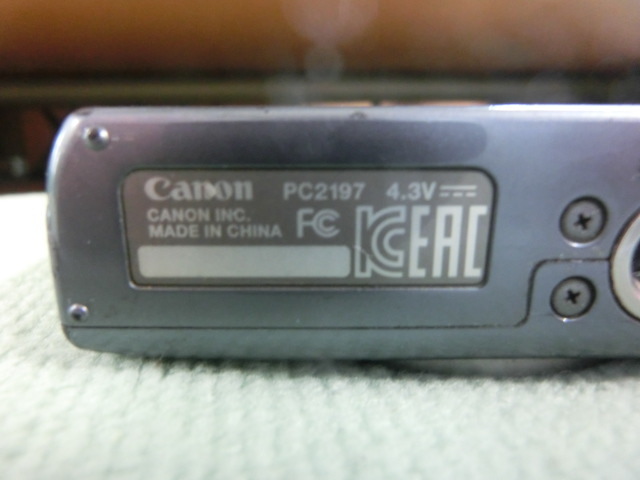 Canon PC2197 4.3V
CANON INC.
MADE IN CHINA FC KC EAC